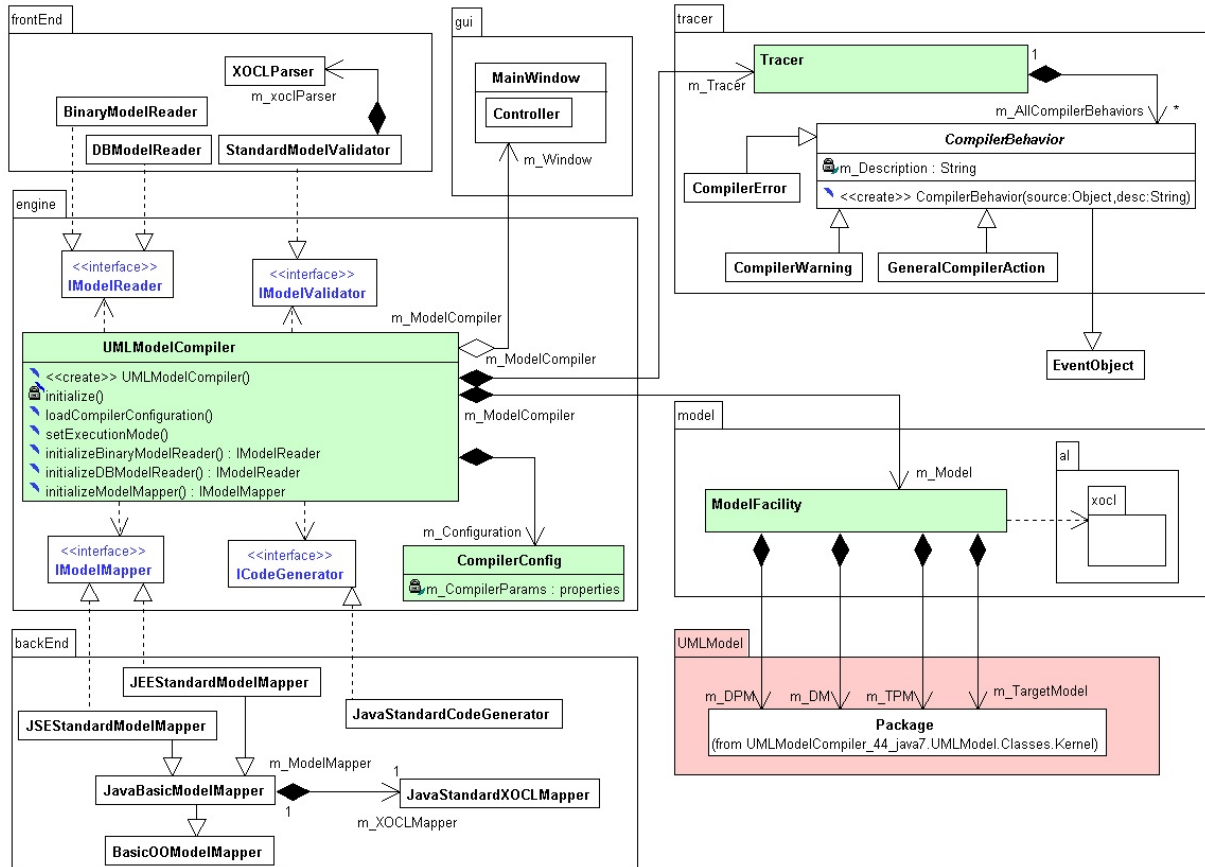 frontEnd
XOCLParser
m_xoclParser
BinaryModelReader
DBModelReader
StandardModelValidator
gui
MainWindow
Controller
m_Window
tracer
Tracer
1
m_Tracer
m_AllCompilerBehaviors
*
CompilerBehavior
m_Description : String
<<create>> CompilerBehavior(source:Object,desc:String)
CompilerError
CompilerWarning
GeneralCompilerAction
EventObject
engine
<<interface>>
IModelReader
<<interface>>
IModelValidator
m_ModelCompiler
UMLModelCompiler
m_ModelCompiler
<<create>> UMLModelCompiler()
initialize()
loadCompilerConfiguration()
setExecutionMode()
initializeBinaryModelReader() : IModelReader
initializeDBModelReader() : IModelReader
initializeModelMapper() : IModelMapper
m_ModelCompiler
<<interface>>
IModelMapper
<<interface>>
ICodeGenerator
m_Configuration
CompilerConfig
m_CompilerParams : properties
model
m_Model
ModelFacility
al
xocl
UMLModel
m_DPM
m_DM
m_TPM
m_TargetModel
Package
(from UMLModelCompiler_44_java7.UMLModel.Classes.Kernel)
backEnd
JEEStandardModelMapper
JSEStandardModelMapper
JavaStandardCodeGenerator
m_ModelMapper
1
JavaBasicModelMapper
1
JavaStandardXOCLMapper
m_XOCLMapper
BasicOOModelMapper